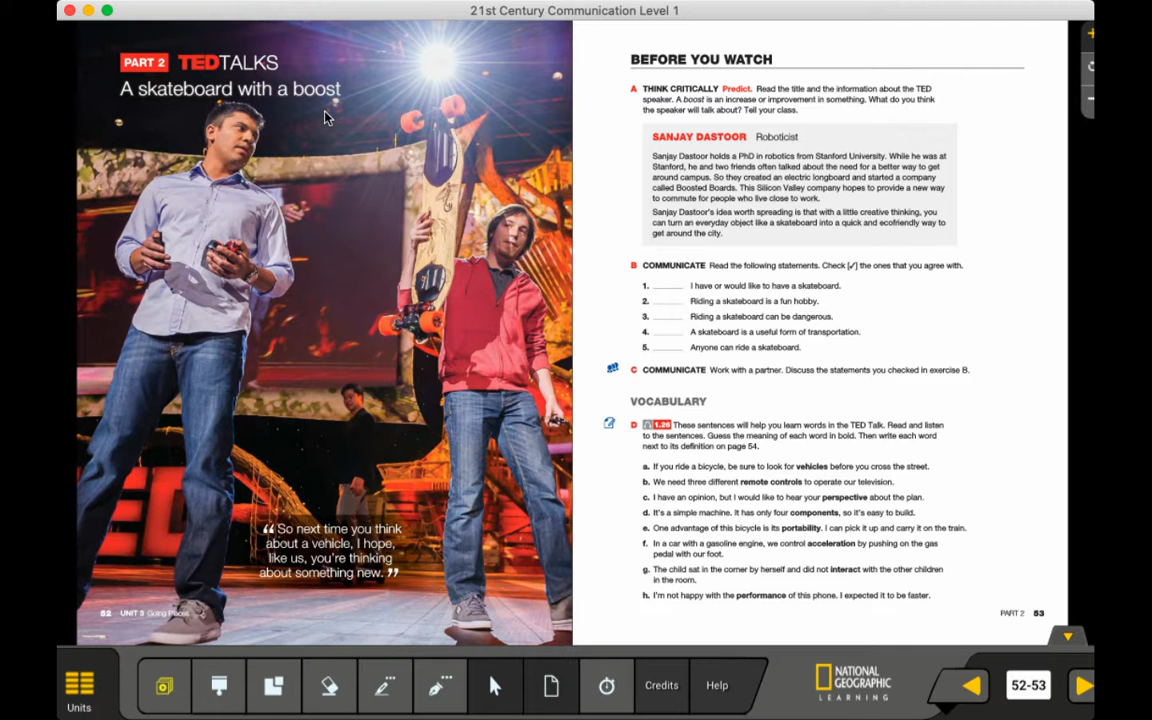 21st Century Communication Level 1
PART 2 TEDTALKS
A skateboard with a boost
“ So next time you think
about a vehicle, I hope,
like us, you're thinking
about something new. ”
52 UNIT 3 Going Places
BEFORE YOU WATCH
A THINK CRITICALLY Predict. Read the title and the information about the TED
speaker. A boost is an increase or improvement in something. What do you think
the speaker will talk about? Tell your class.
SANJAY DASTOOR Roboticist
Sanjay Dastoor holds a PhD in robotics from Stanford University. While he was at
Stanford, he and two friends often talked about the need for a better way to get
around campus. So they created an electric longboard and started a company
called Boosted Boards. This Silicon Valley company hopes to provide a new way
to commute for people who live close to work.
Sanjay Dastoor's idea worth spreading is that with a little creative thinking, you
can turn an everyday object like a skateboard into a quick and ecofriendly way to
get around the city.
B COMMUNICATE Read the following statements. Check [✓] the ones that you agree with.
1. ______ I have or would like to have a skateboard.
2. ______ Riding a skateboard is a fun hobby.
3. ______ Riding a skateboard can be dangerous.
4. ______ A skateboard is a useful form of transportation.
5. ______ Anyone can ride a skateboard.
C COMMUNICATE Work with a partner. Discuss the statements you checked in exercise B.
VOCABULARY
D 1.26 These sentences will help you learn words in the TED Talk. Read and listen
to the sentences. Guess the meaning of each word in bold. Then write each word
next to its definition on page 54.
a. If you ride a bicycle, be sure to look for vehicles before you cross the street.
b. We need three different remote controls to operate our television.
c. I have an opinion, but I would like to hear your perspective about the plan.
d. It's a simple machine. It has only four components, so it's easy to build.
e. One advantage of this bicycle is its portability. I can pick it up and carry it on the train.
f. In a car with a gasoline engine, we control acceleration by pushing on the gas
pedal with our foot.
g. The child sat in the corner by herself and did not interact with the other children
in the room.
h. I'm not happy with the performance of this phone. I expected it to be faster.
PART 2 53
Units
Credits
Help
NATIONAL
GEOGRAPHIC
LEARNING
52-53